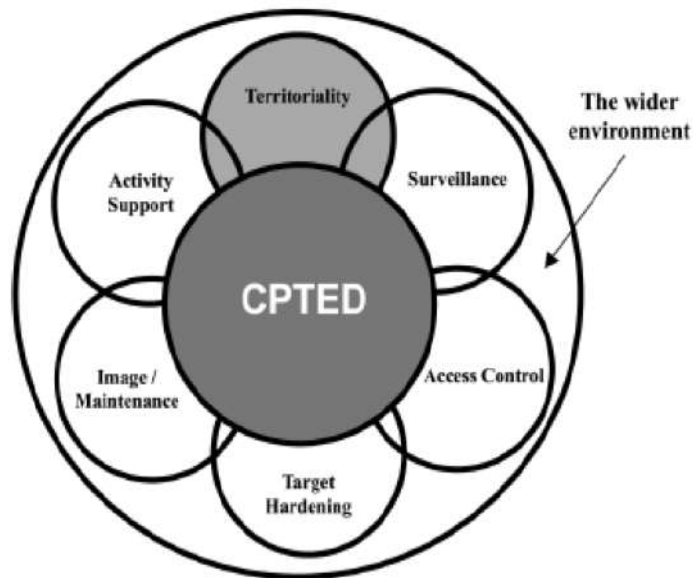 Territoriality
The wider
environment
Activity
Support
Surveillance
CPTED
Image /
Maintenance
Access Control
Target
Hardening